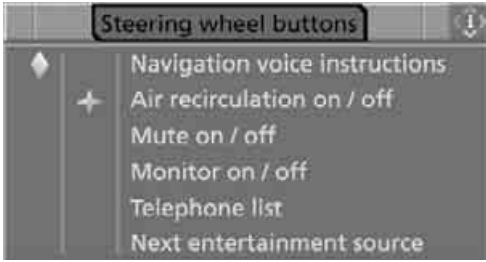 Steering wheel buttons
Navigation voice instructions
Air recirculation on / off
Mute on / off
Monitor on / off
Telephone list
Next entertainment source